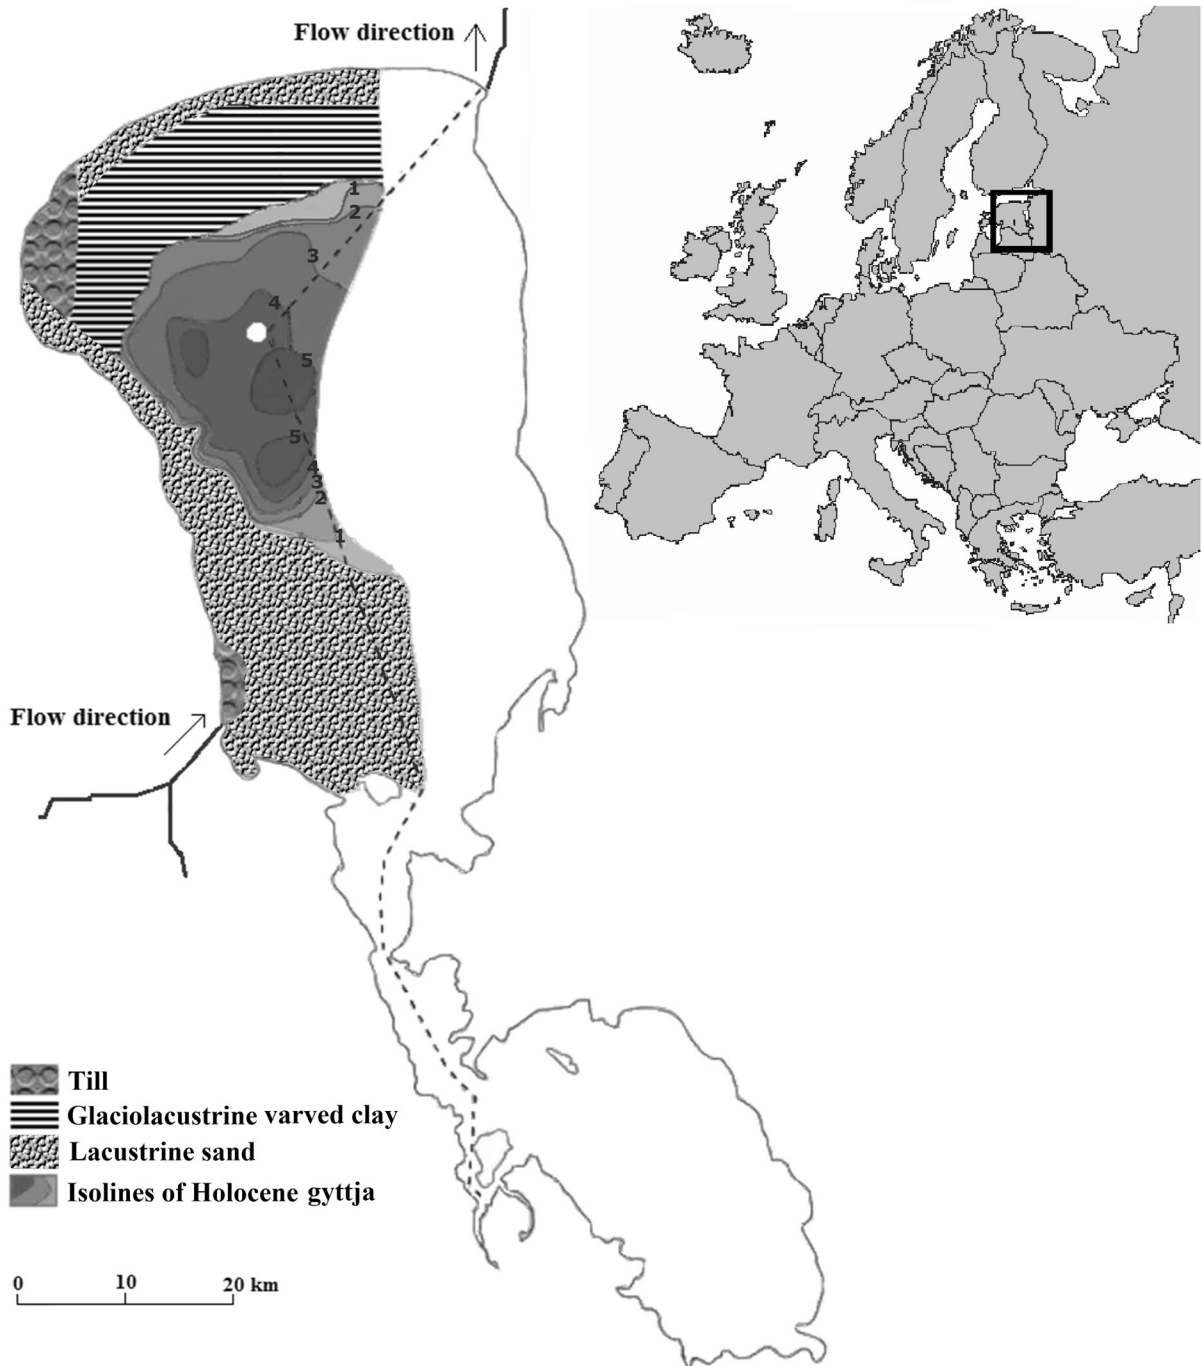 Flow direction
1
2
3
4
5
5
4
3
2
1
Flow direction
Till
Glaciolacustrine varved clay
Lacustrine sand
Isolines of Holocene gyttja
0 10 20 km